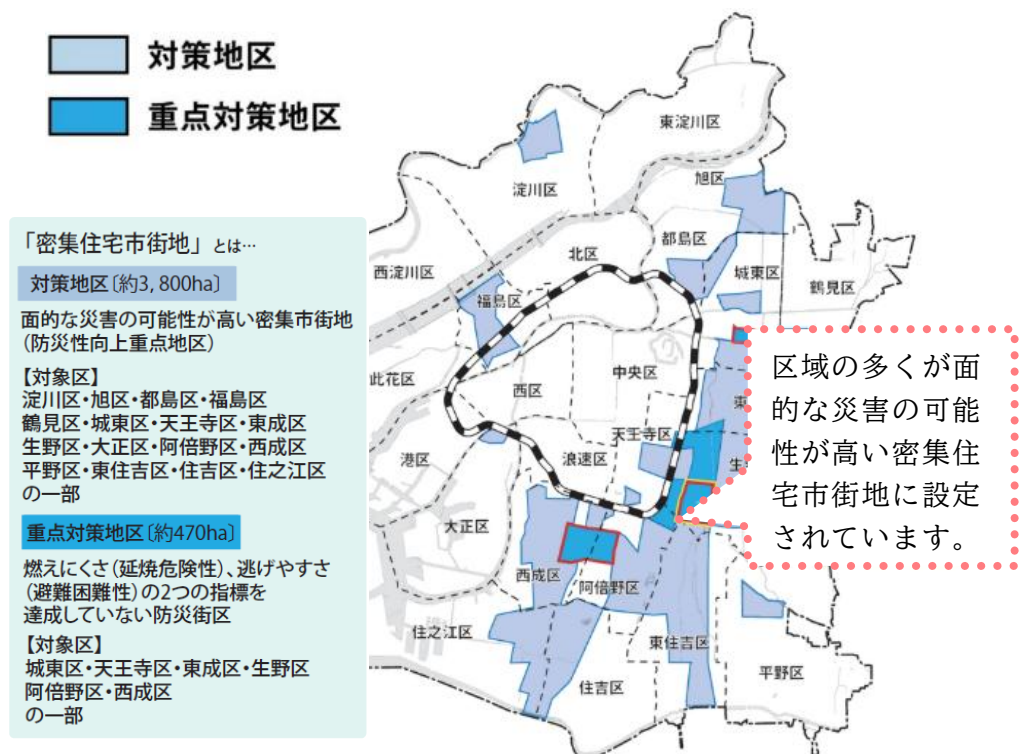 対策地区
重点対策地区
「密集住宅市街地」とは…
対策地区〔約3,800ha〕
面的な災害の可能性が高い密集市街地
(防災性向上重点地区)
【対象区】
淀川区・旭区・都島区・福島区
鶴見区・城東区・天王寺区・東成区
生野区・大正区・阿倍野区・西成区
平野区・東住吉区・住吉区・住之江区
の一部
重点対策地区〔約470ha〕
燃えにくさ(延焼危険性)、逃げやすさ
(避難困難性)の2つの指標を
達成していない防災街区
【対象区】
城東区・天王寺区・東成区・生野区
阿倍野区・西成区
の一部
東淀川区
淀川区
旭区
都島区
北区
城東区
西淀川区
鶴見区
福島区
此花区
中央区
西区
東
天王寺区
浪速区
生
港区
大正区
西成区
阿倍野区
住之江区
東住吉区
平野区
住吉区
区域の多くが面
的な災害の可能
性が高い密集住
宅市街地に設定
されています。